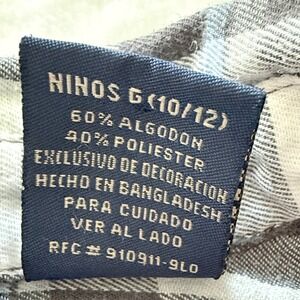 NINOS G (10/12)
60% ALGODON
40% POLIESTER
EXCLUSIVO DE DECORACION
HECHO EN BANGLADESH
PARA CUIDADO
VER AL LADO
RFC # 910911-9L0